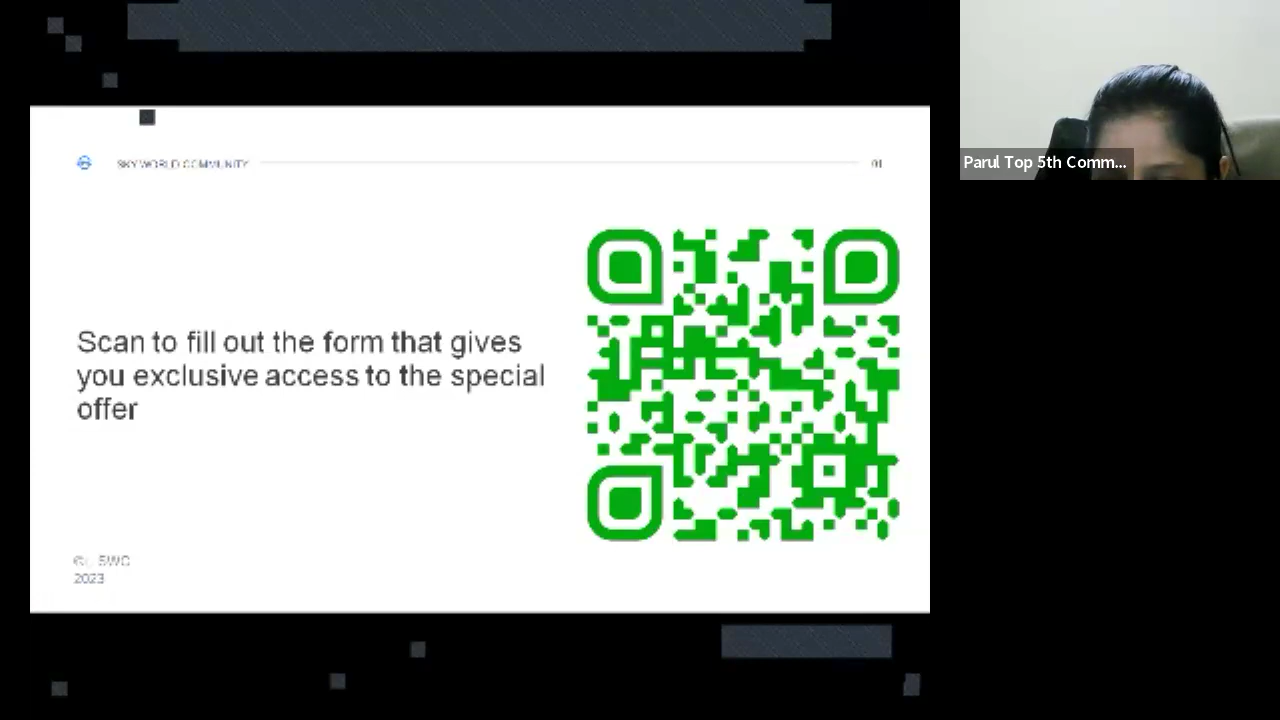 SKY WORLD COMMUNITY
01
Scan to fill out the form that gives
you exclusive access to the special
offer
SWC
2023
Parul Top 5th Comm...